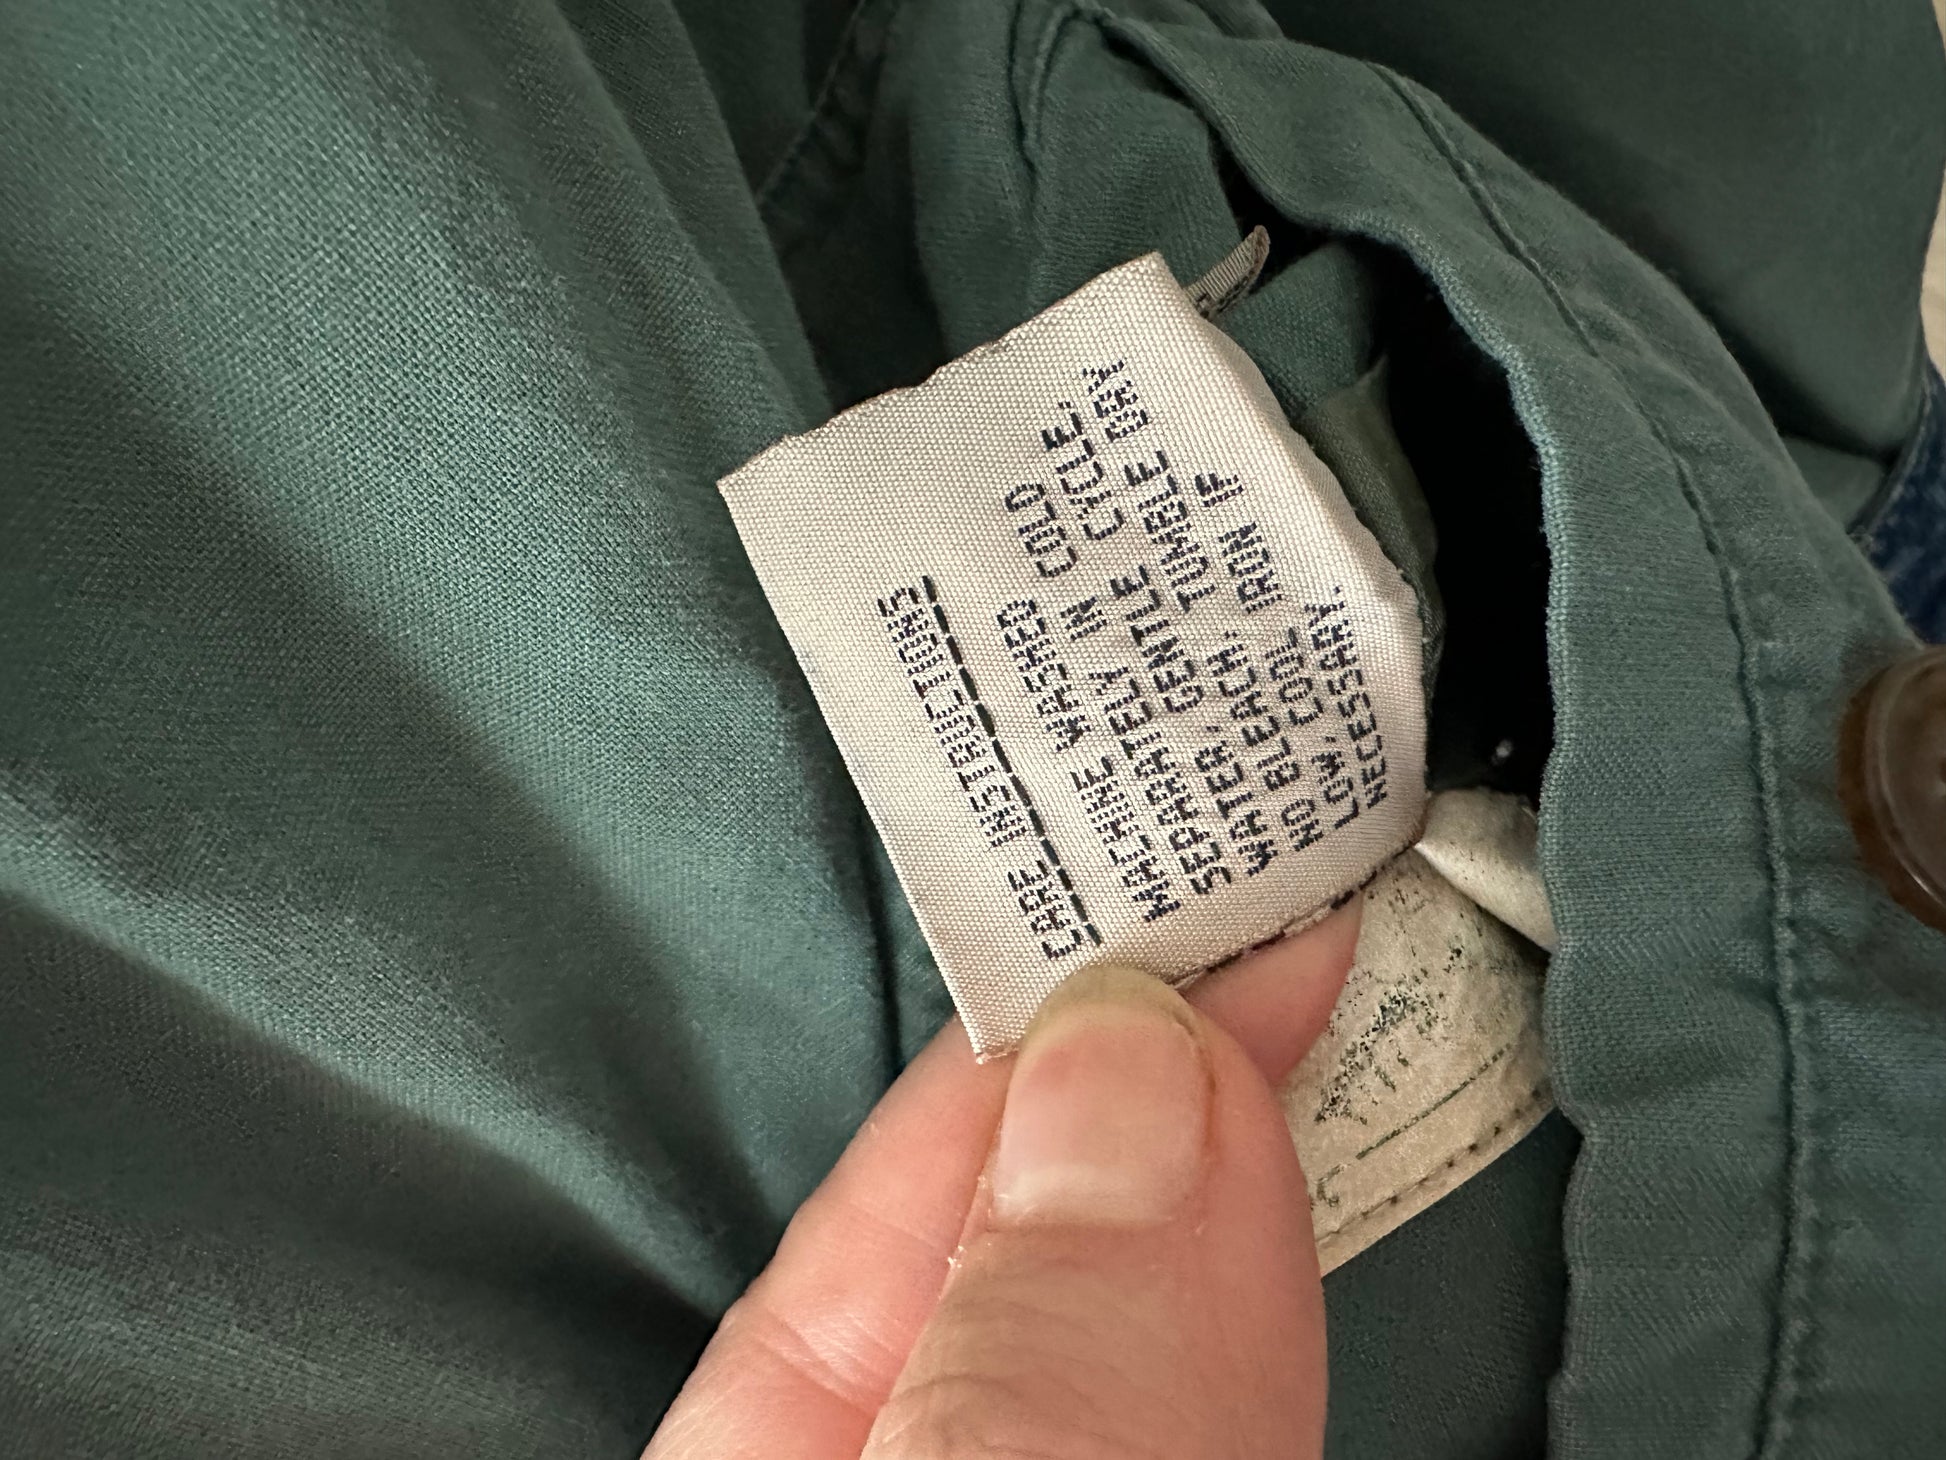 CARE INSTRUCTIONS
MACHINE WASHED
SEPARATELY IN COLD
WATER, GENTLE CYCLE.
NO BLEACH. TUMBLE DRY
LOW, COOL IRON IF
NECESSARY.